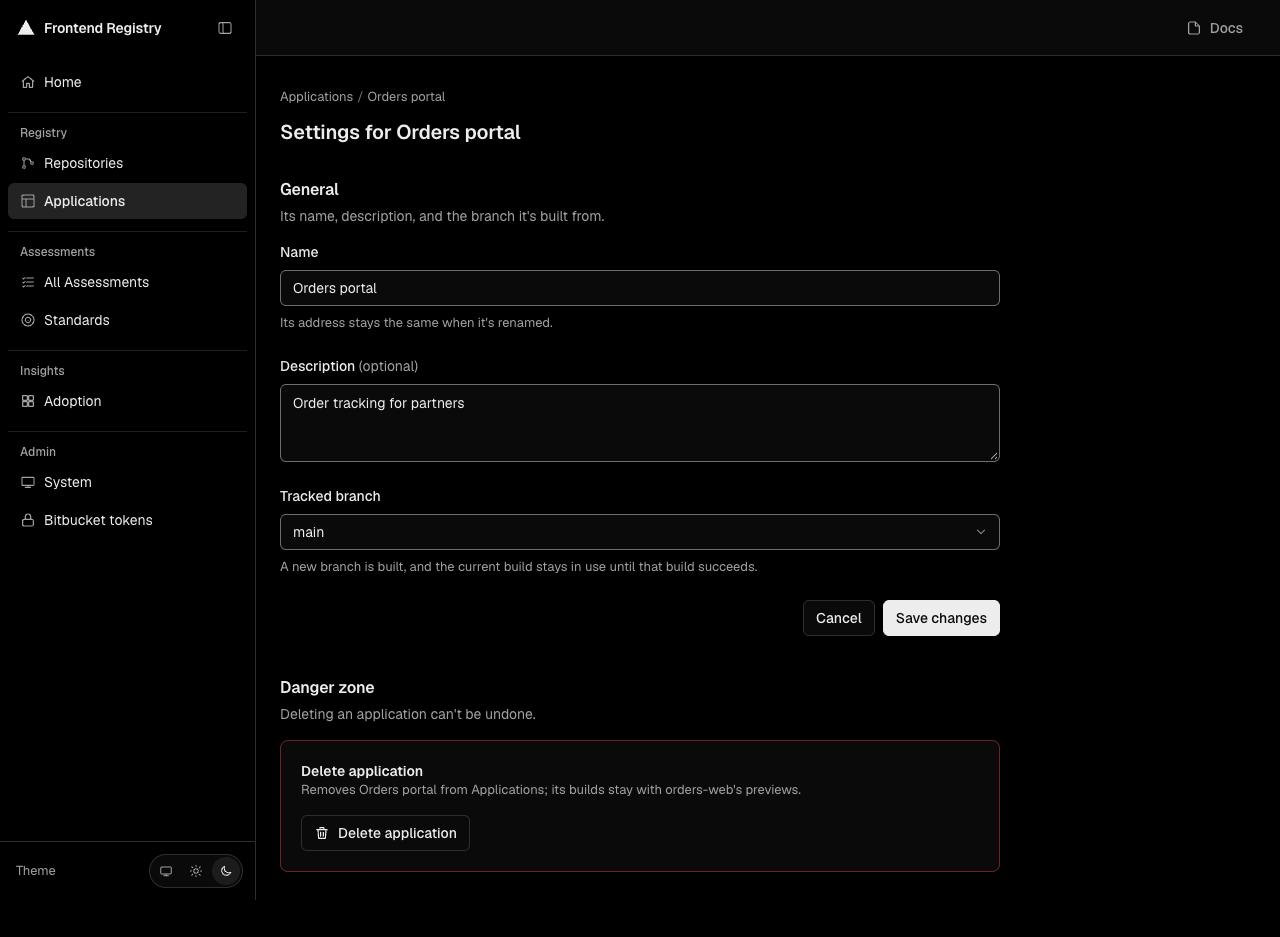 Frontend Registry
Docs
Home
Registry
Repositories
Applications
Assessments
All Assessments
Standards
Insights
Adoption
Admin
System
Bitbucket tokens
Theme
Applications / Orders portal
Settings for Orders portal
General
Its name, description, and the branch it's built from.
Name
Orders portal
Its address stays the same when it's renamed.
Description (optional)
Order tracking for partners
Tracked branch
main
A new branch is built, and the current build stays in use until that build succeeds.
Cancel
Save changes
Danger zone
Deleting an application can't be undone.
Delete application
Removes Orders portal from Applications; its builds stay with orders-web's previews.
Delete application